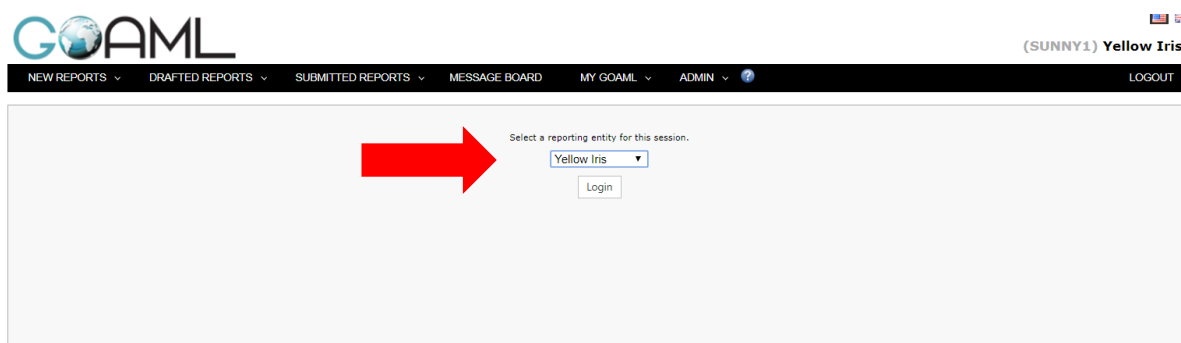 GOAML
(SUNNY1) Yellow Iris
NEW REPORTS DRAFTED REPORTS SUBMITTED REPORTS MESSAGE BOARD MY GOAML ADMIN ? LOGOUT
Select a reporting entity for this session.
Yellow Iris
Login